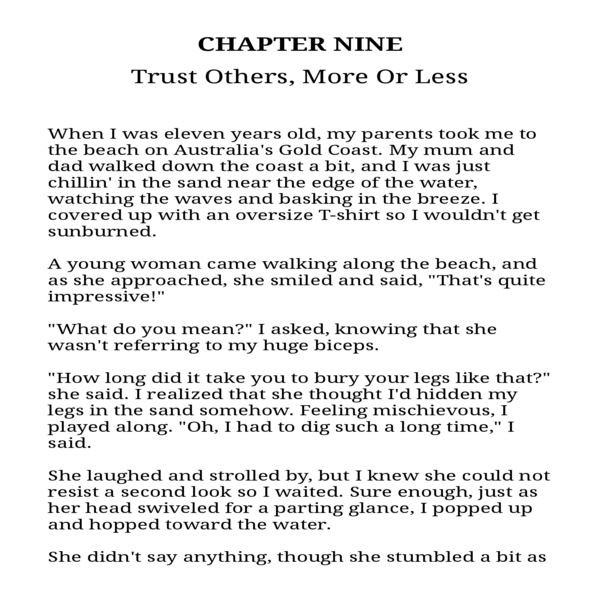 CHAPTER NINE
Trust Others, More Or Less
When I was eleven years old, my parents took me to
the beach on Australia's Gold Coast. My mum and
dad walked down the coast a bit, and I was just
chillin' in the sand near the edge of the water,
watching the waves and basking in the breeze. I
covered up with an oversize T-shirt so I wouldn't get
sunburned.
A young woman came walking along the beach, and
as she approached, she smiled and said, "That's quite
impressive!"
"What do you mean?" I asked, knowing that she
wasn't referring to my huge biceps.
"How long did it take you to bury your legs like that?"
she said. I realized that she thought I'd hidden my
legs in the sand somehow. Feeling mischievous, I
played along. "Oh, I had to dig such a long time," I
said.
She laughed and strolled by, but I knew she could not
resist a second look so I waited. Sure enough, just as
her head swiveled for a parting glance, I popped up
and hopped toward the water.
She didn't say anything, though she stumbled a bit as